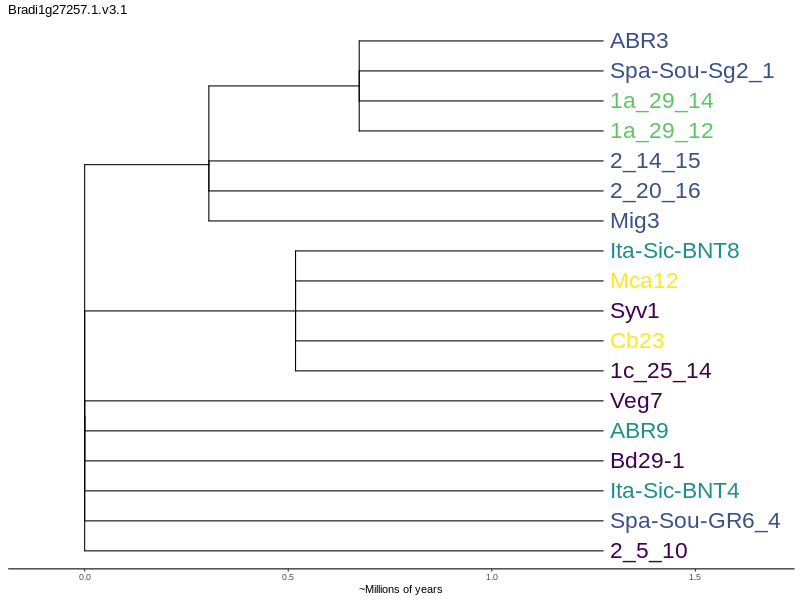 Bradi1g27257.1.v3.1
ABR3
Spa-Sou-Sg2_1
1a_29_14
1a_29_12
2_14_15
2_20_16
Mig3
Ita-Sic-BNT8
Mca12
Syv1
Cb23
1c_25_14
Veg7
ABR9
Bd29-1
Ita-Sic-BNT4
Spa-Sou-GR6_4
2_5_10
0.0 0.5 1.0 1.5
~Millions of years